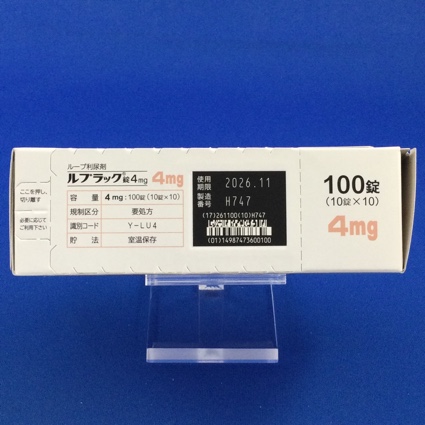 ループ利尿剤
ルプラック®錠4mg 4mg
容量 4mg:100錠(10錠×10)
規制区分 要処方
識別コード Y-LU4
貯法 室温保存
ここを押し、
切り離す
必要に応じて
ご利用下さい
使用
期限 2026.11
製造
番号 H747
(17)261100(10)H747
(01)14987473600100
100錠
(10錠×10)
4mg